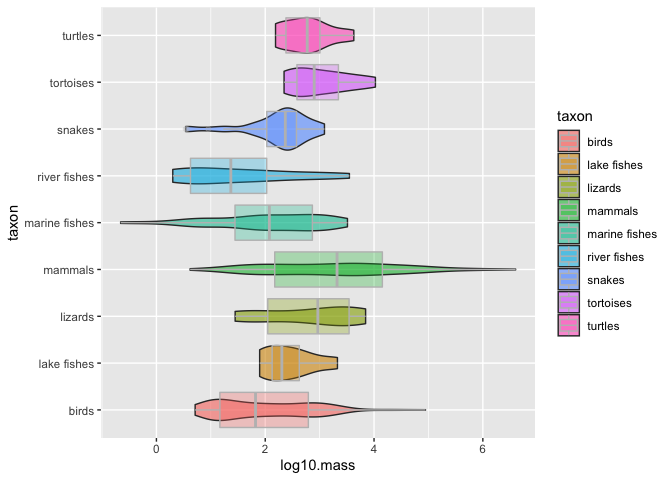 turtles
tortoises
snakes
river fishes
marine fishes
mammals
lizards
lake fishes
birds
taxon
0 2 4 6
log10.mass
taxon
birds
lake fishes
lizards
mammals
marine fishes
river fishes
snakes
tortoises
turtles